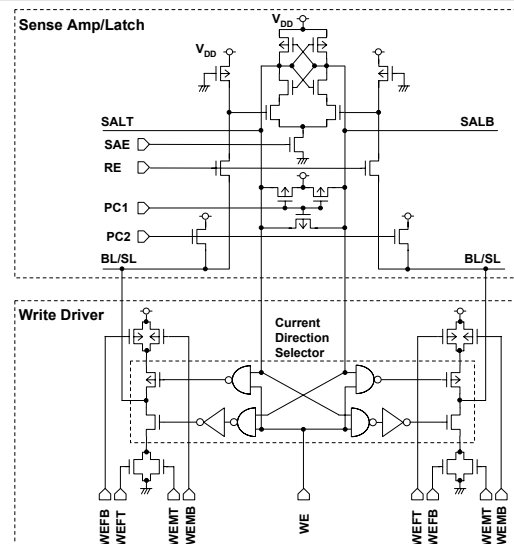 Sense Amp/Latch
VDD
VDD
SALT
SALB
SAE
RE
PC1
PC2
BL/SL
BL/SL
Write Driver
Current
Direction
Selector
WEFB
WEFT
WEMT
WEMB
WE
WEFT
WEFB
WEMT
WEMB